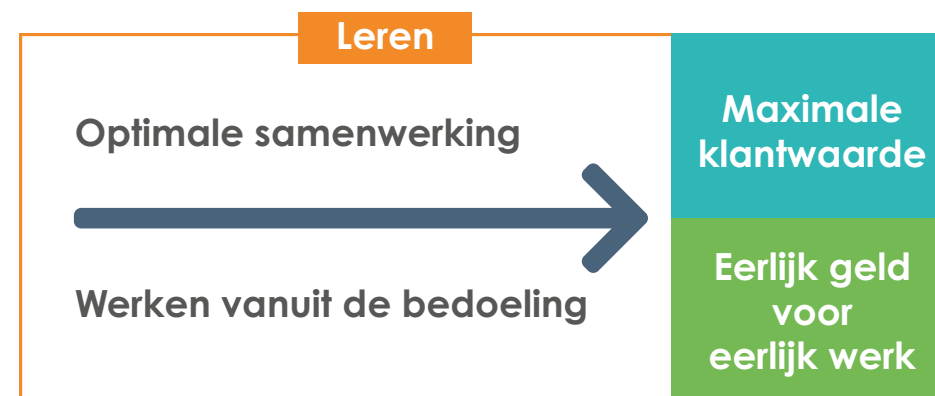 Leren
Optimale samenwerking
Werken vanuit de bedoeling
Maximale
klantwaarde
Eerlijk geld
voor
eerlijk werk